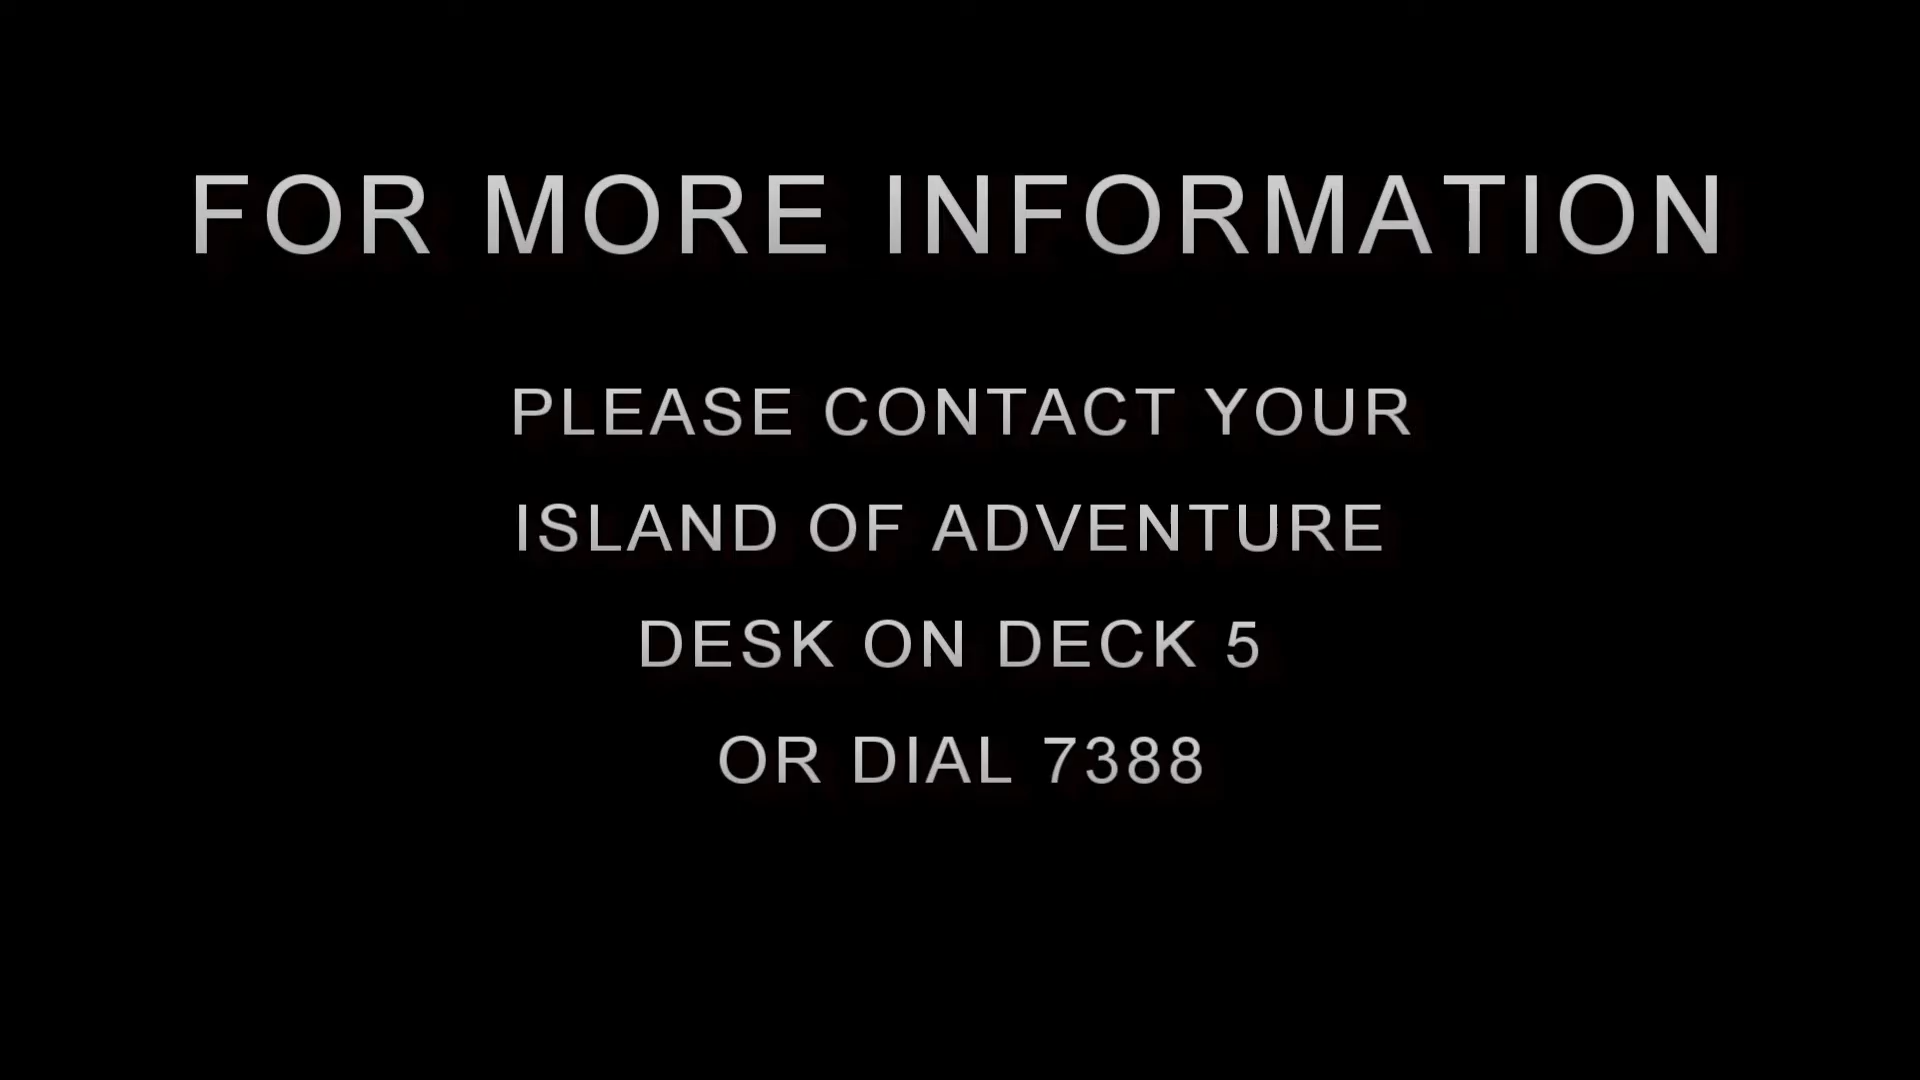 FOR MORE INFORMATION
PLEASE CONTACT YOUR
ISLAND OF ADVENTURE
DESK ON DECK 5
OR DIAL 7388